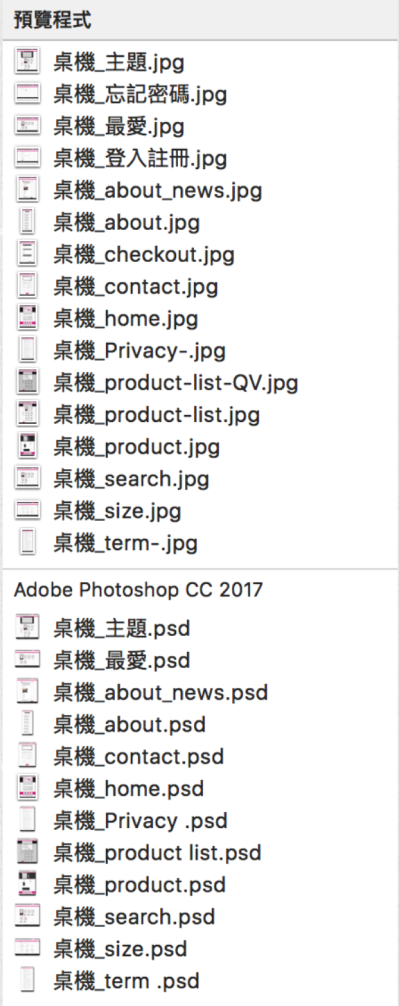 預覽程式
桌機_主題.jpg
桌機_忘記密碼.jpg
桌機_最愛.jpg
桌機_登入註冊.jpg
桌機_about_news.jpg
桌機_about.jpg
桌機_checkout.jpg
桌機_contact.jpg
桌機_home.jpg
桌機_Privacy-.jpg
桌機_product-list-QV.jpg
桌機_product-list.jpg
桌機_product.jpg
桌機_search.jpg
桌機_size.jpg
桌機_term-.jpg
Adobe Photoshop CC 2017
桌機_主題.psd
桌機_最愛.psd
桌機_about_news.psd
桌機_about.psd
桌機_contact.psd
桌機_home.psd
桌機_Privacy .psd
桌機_product list.psd
桌機_product.psd
桌機_search.psd
桌機_size.psd
桌機_term .psd